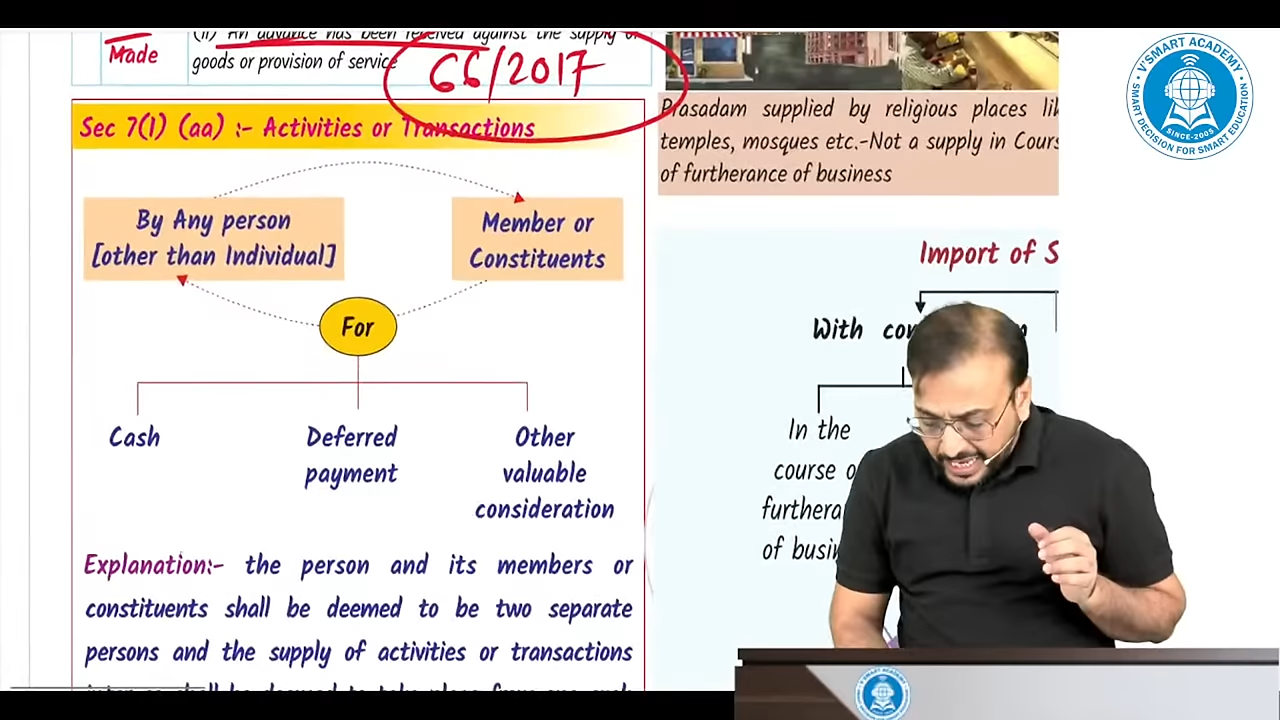 Made
(ii) An advance has been received against the supply of
goods or provision of service
66/2017
Sec 7(1) (aa) :- Activities or Transactions
By Any person
[other than Individual]
Member or
Constituents
For
Cash
Deferred
payment
Other
valuable
consideration
Explanation:- the person and its members or
constituents shall be deemed to be two separate
persons and the supply of activities or transactions
Prasadam supplied by religious places
temples, mosques etc.-Not a supply in
of furtherance of business
Import of
With
In the
course
of
V'SMART ACADEMY
SMART DECISION FOR SMART EDUCATION
SINCE-2005